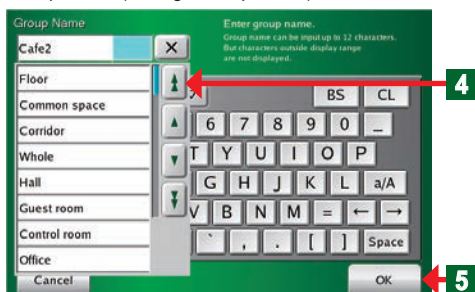 Group Name
Enter group name.
Group name can be input up to 12 characters.
But characters outside display range
are not displayed.
Cafe2
X
Floor
Common space
Corridor
Whole
Hall
Guest room
Control room
Office
BS CL
6 7 8 9 0 _
T Y U I O P
G H J K L a/A
V B N M = ← →
` , . [ ] Space
Cancel
OK
4
5